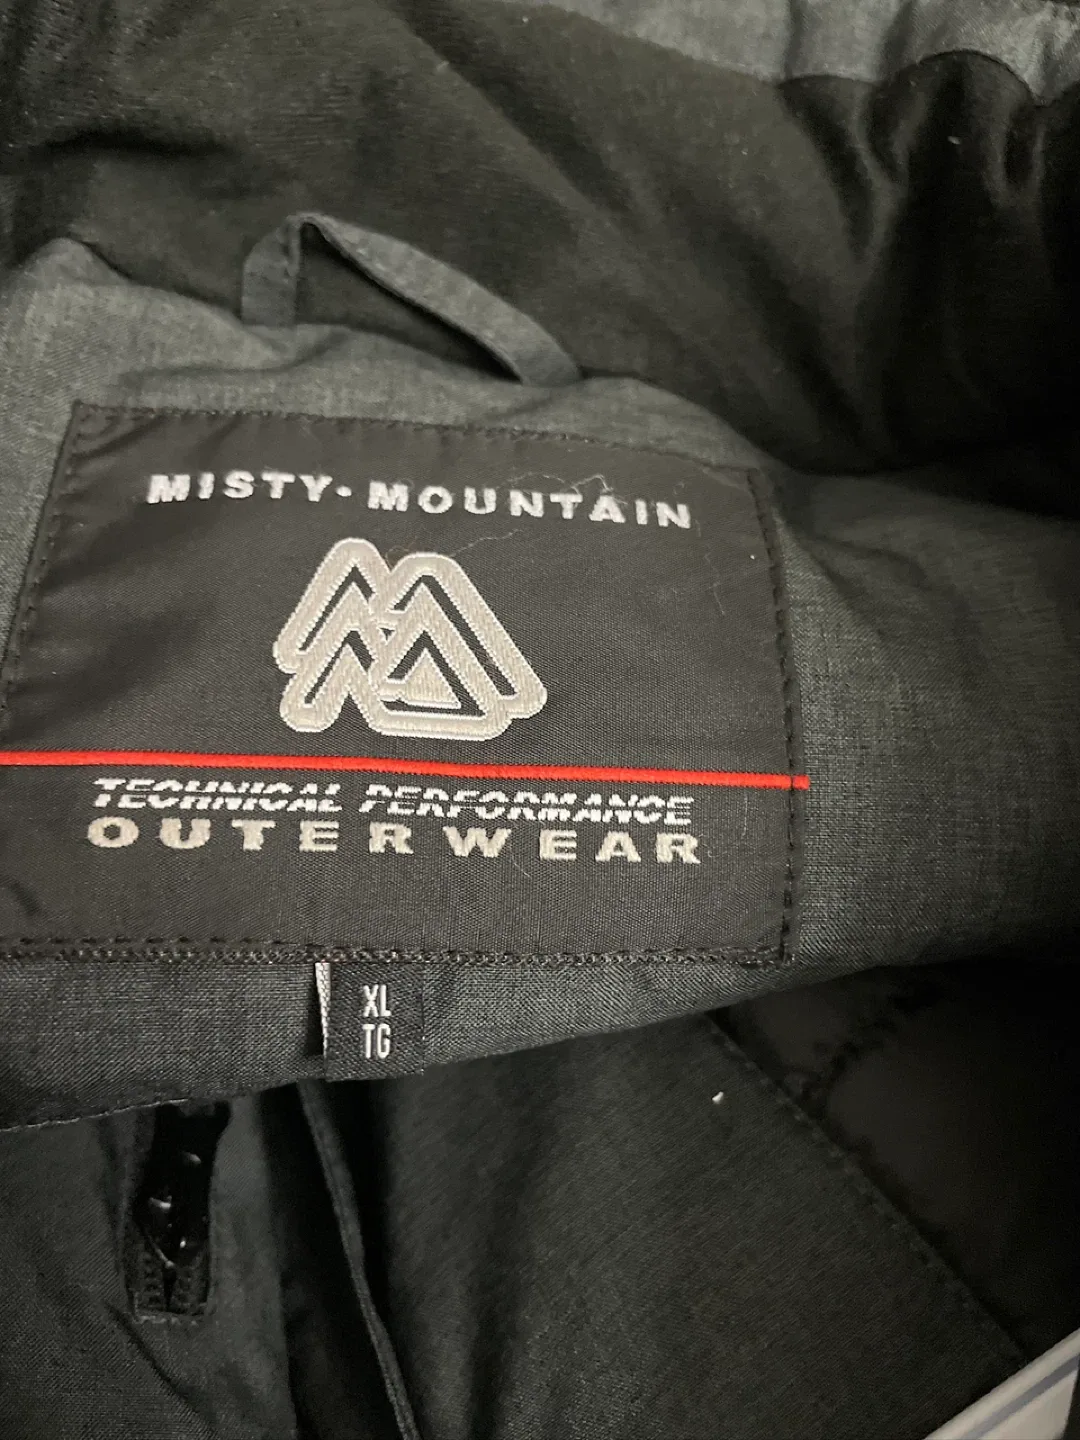 MISTY·MOUNTAIN
TECHNICAL PERFORMANCE
OUTERWEAR
XL
TG